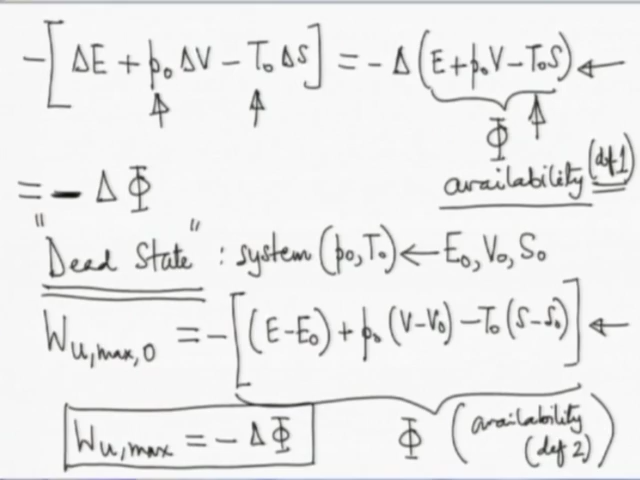 -[ΔE + p₀ΔV - T₀ΔS] = -Δ(E+p₀V-T₀S) ←
Φ
availability (def 1)
= - ΔΦ
"Dead State" : system (p₀,T₀) ← E₀, V₀, S₀
W_{u,max,0} = -[(E-E₀) + p₀(V-V₀) - T₀(S-S₀)] ←
W_{u,max} = -ΔΦ Φ (availability (def 2))